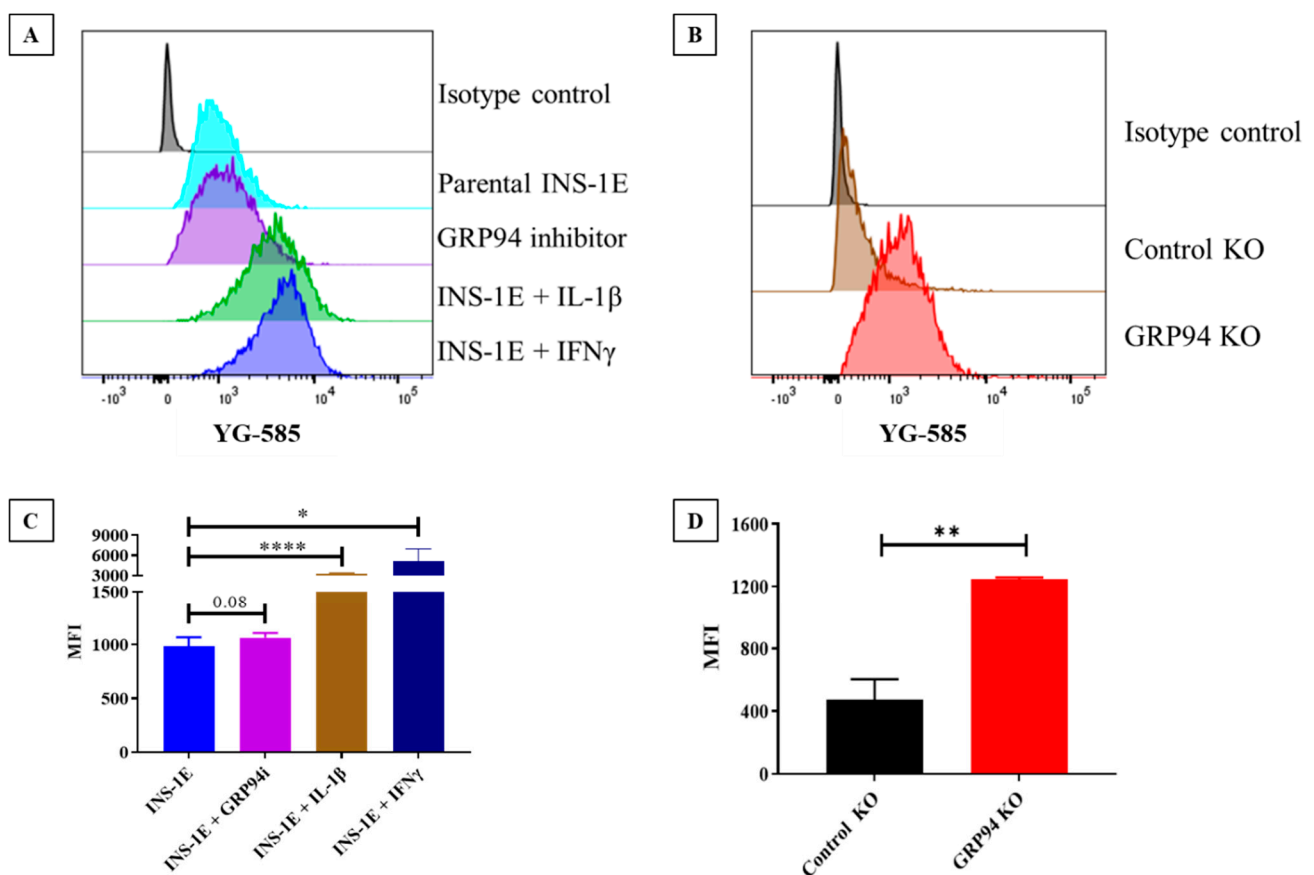 A
Isotype control
Parental INS-1E
GRP94 inhibitor
INS-1E + IL-1β
INS-1E + IFNγ
-10³ 0 10³ 10⁴ 10⁵
YG-585
B
Isotype control
Control KO
GRP94 KO
-10³ 0 10³ 10⁴ 10⁵
YG-585
C
MFI
9000
6000
3000
1500
1000
500
0
*
****
0.08
INS-1E
INS-1E + GRP94i
INS-1E + IL-1β
INS-1E + IFNγ
D
MFI
1600
1200
800
400
0
**
Control KO
GRP94 KO